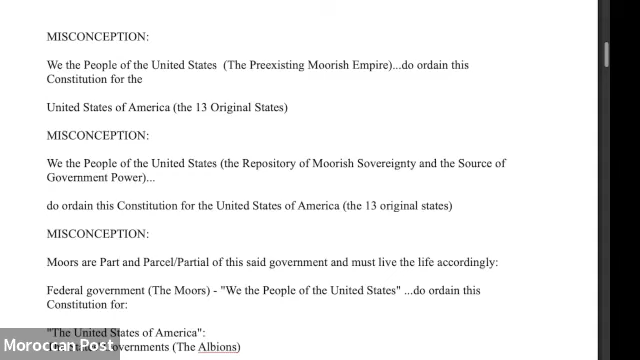 MISCONCEPTION:
We the People of the United States (The Preexisting Moorish Empire)...do ordain this
Constitution for the
United States of America (the 13 Original States)
MISCONCEPTION:
We the People of the United States (the Repository of Moorish Sovereignty and the Source of
Government Power)...
do ordain this Constitution for the United States of America (the 13 original states)
MISCONCEPTION:
Moors are Part and Parcel/Partial of this said government and must live the life accordingly:
Federal government (The Moors) - "We the People of the United States" ...do ordain this
Constitution for:
"The United States of America":
Governments (The Albions)
Moroccan Post